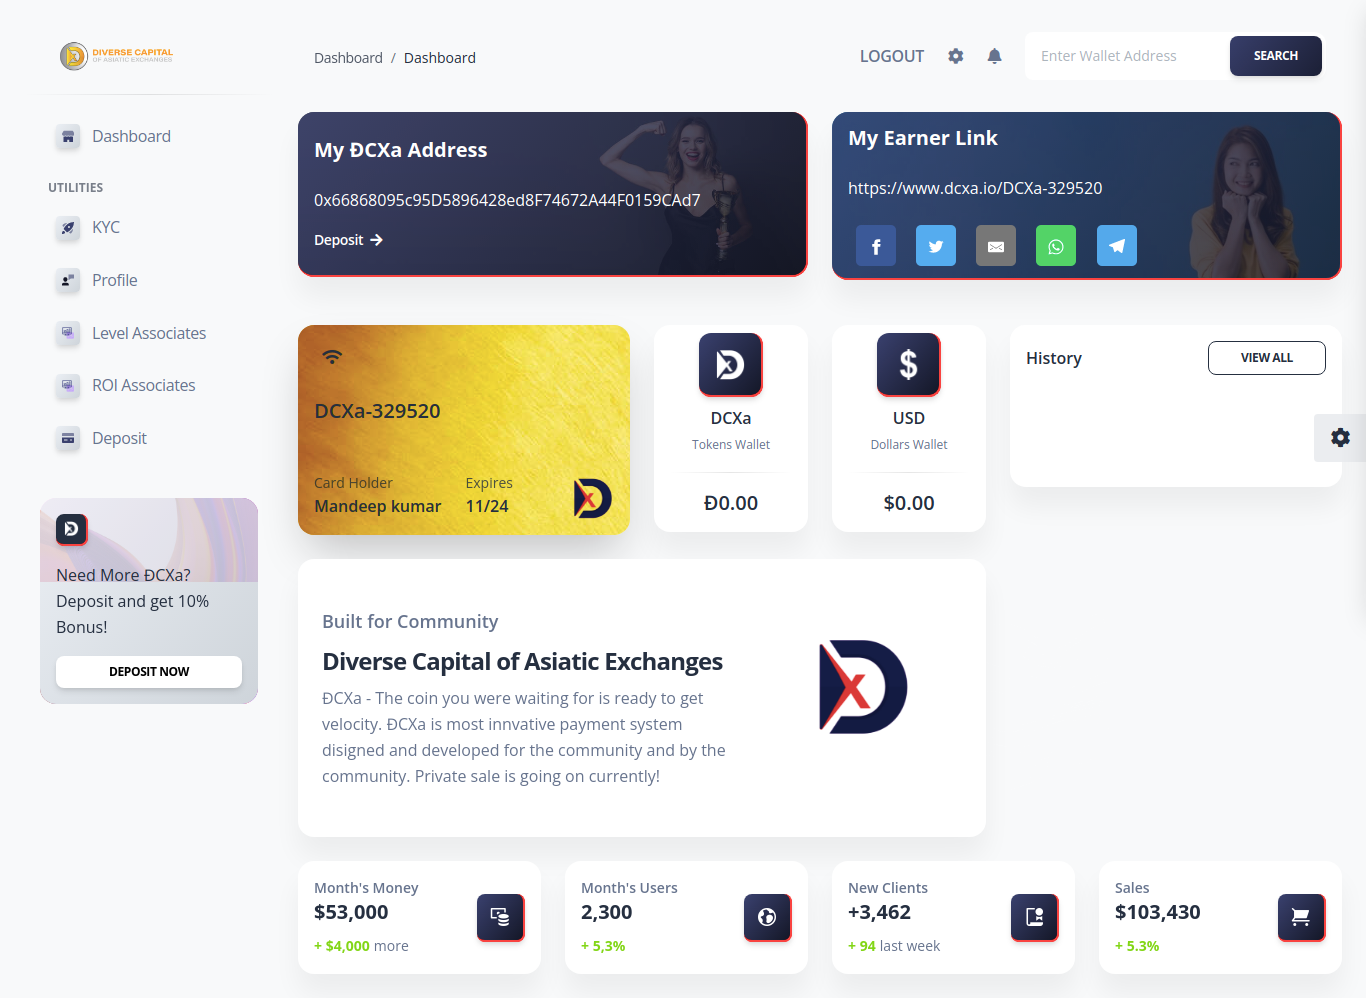 DIVERSE CAPITAL
OF ASIATIC EXCHANGES
Dashboard / Dashboard
LOGOUT
Enter Wallet Address
SEARCH
Dashboard
UTILITIES
KYC
Profile
Level Associates
ROI Associates
Deposit
Need More ĐCXa?
Deposit and get 10%
Bonus!
DEPOSIT NOW
My ĐCXa Address
0x66868095c95D5896428ed8F74672A44F0159CAd7
Deposit
My Earner Link
https://www.dcxa.io/DCXa-329520
DCXa-329520
Card Holder
Mandeep kumar
Expires
11/24
DCXa
Tokens Wallet
Đ0.00
USD
Dollars Wallet
$0.00
History
VIEW ALL
Built for Community
Diverse Capital of Asiatic Exchanges
ĐCXa - The coin you were waiting for is ready to get
velocity. ĐCXa is most innvative payment system
disigned and developed for the community and by the
community. Private sale is going on currently!
Month's Money
$53,000
+ $4,000 more
Month's Users
2,300
+ 5,3%
New Clients
+3,462
+ 94 last week
Sales
$103,430
+ 5.3%